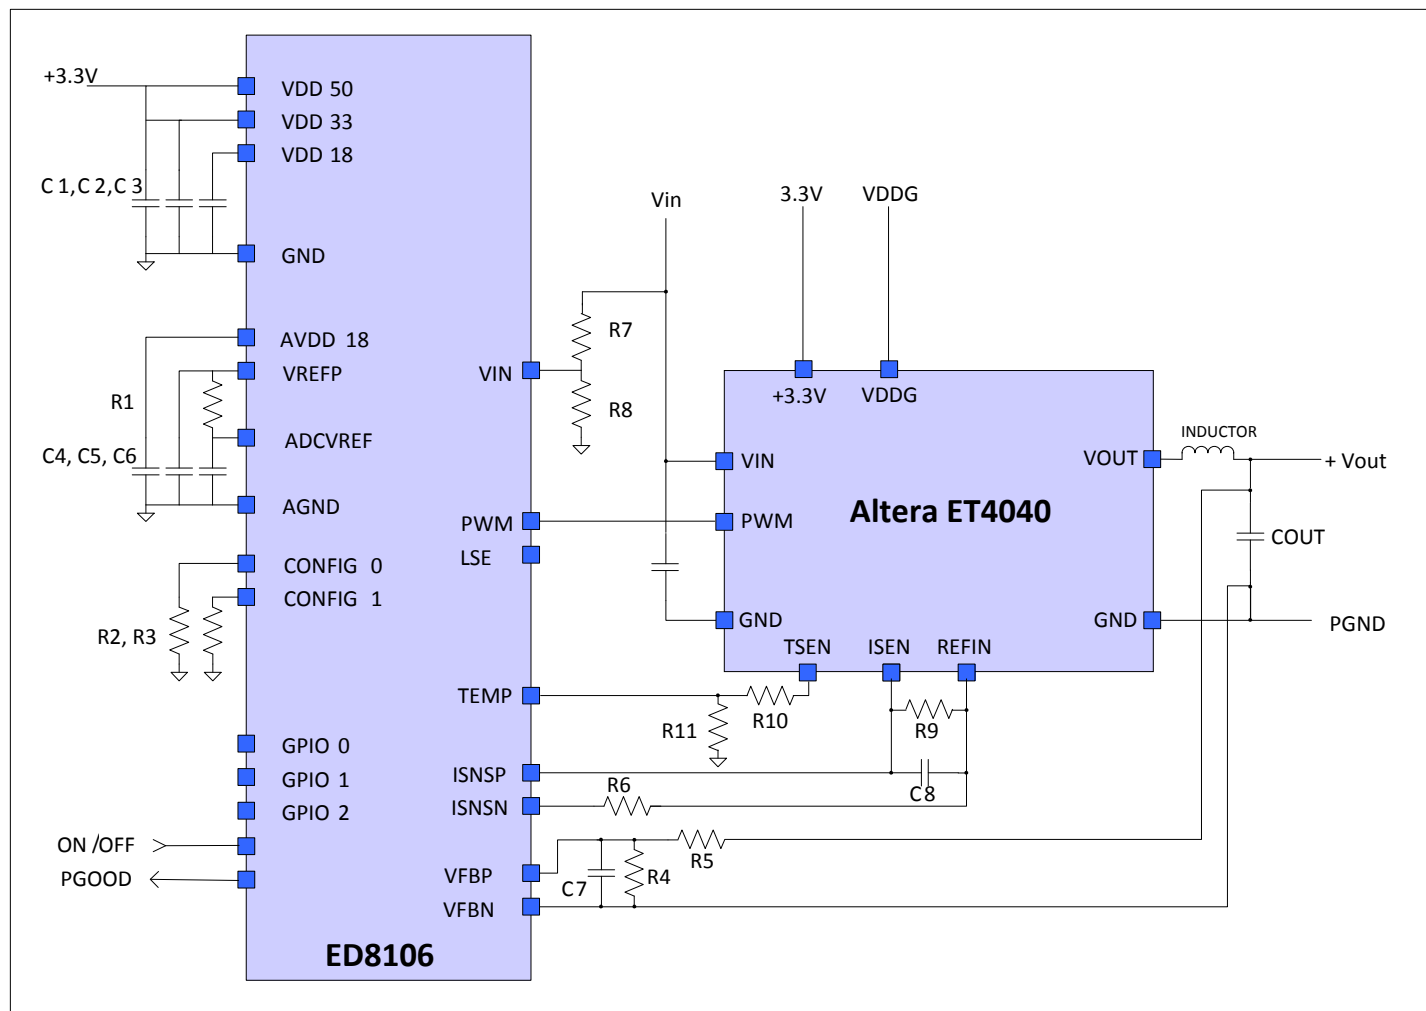 +3.3V
VDD 50
VDD 33
VDD 18
C 1, C 2, C 3
GND
AVDD 18
VREFP
R1
ADCVREF
C4, C5, C6
AGND
CONFIG 0
CONFIG 1
R2, R3
GPIO 0
GPIO 1
GPIO 2
ON /OFF
PGOOD
VIN
PWM
LSE
TEMP
ISNSP
ISNSN
VFBP
VFBN
ED8106
Vin
R7
R8
3.3V
VDDG
+3.3V
VDDG
VIN
VOUT
Altera ET4040
PWM
GND
GND
TSEN
ISEN
REFIN
INDUCTOR
+ Vout
COUT
PGND
R10
R11
R9
C8
R6
R5
C7
R4